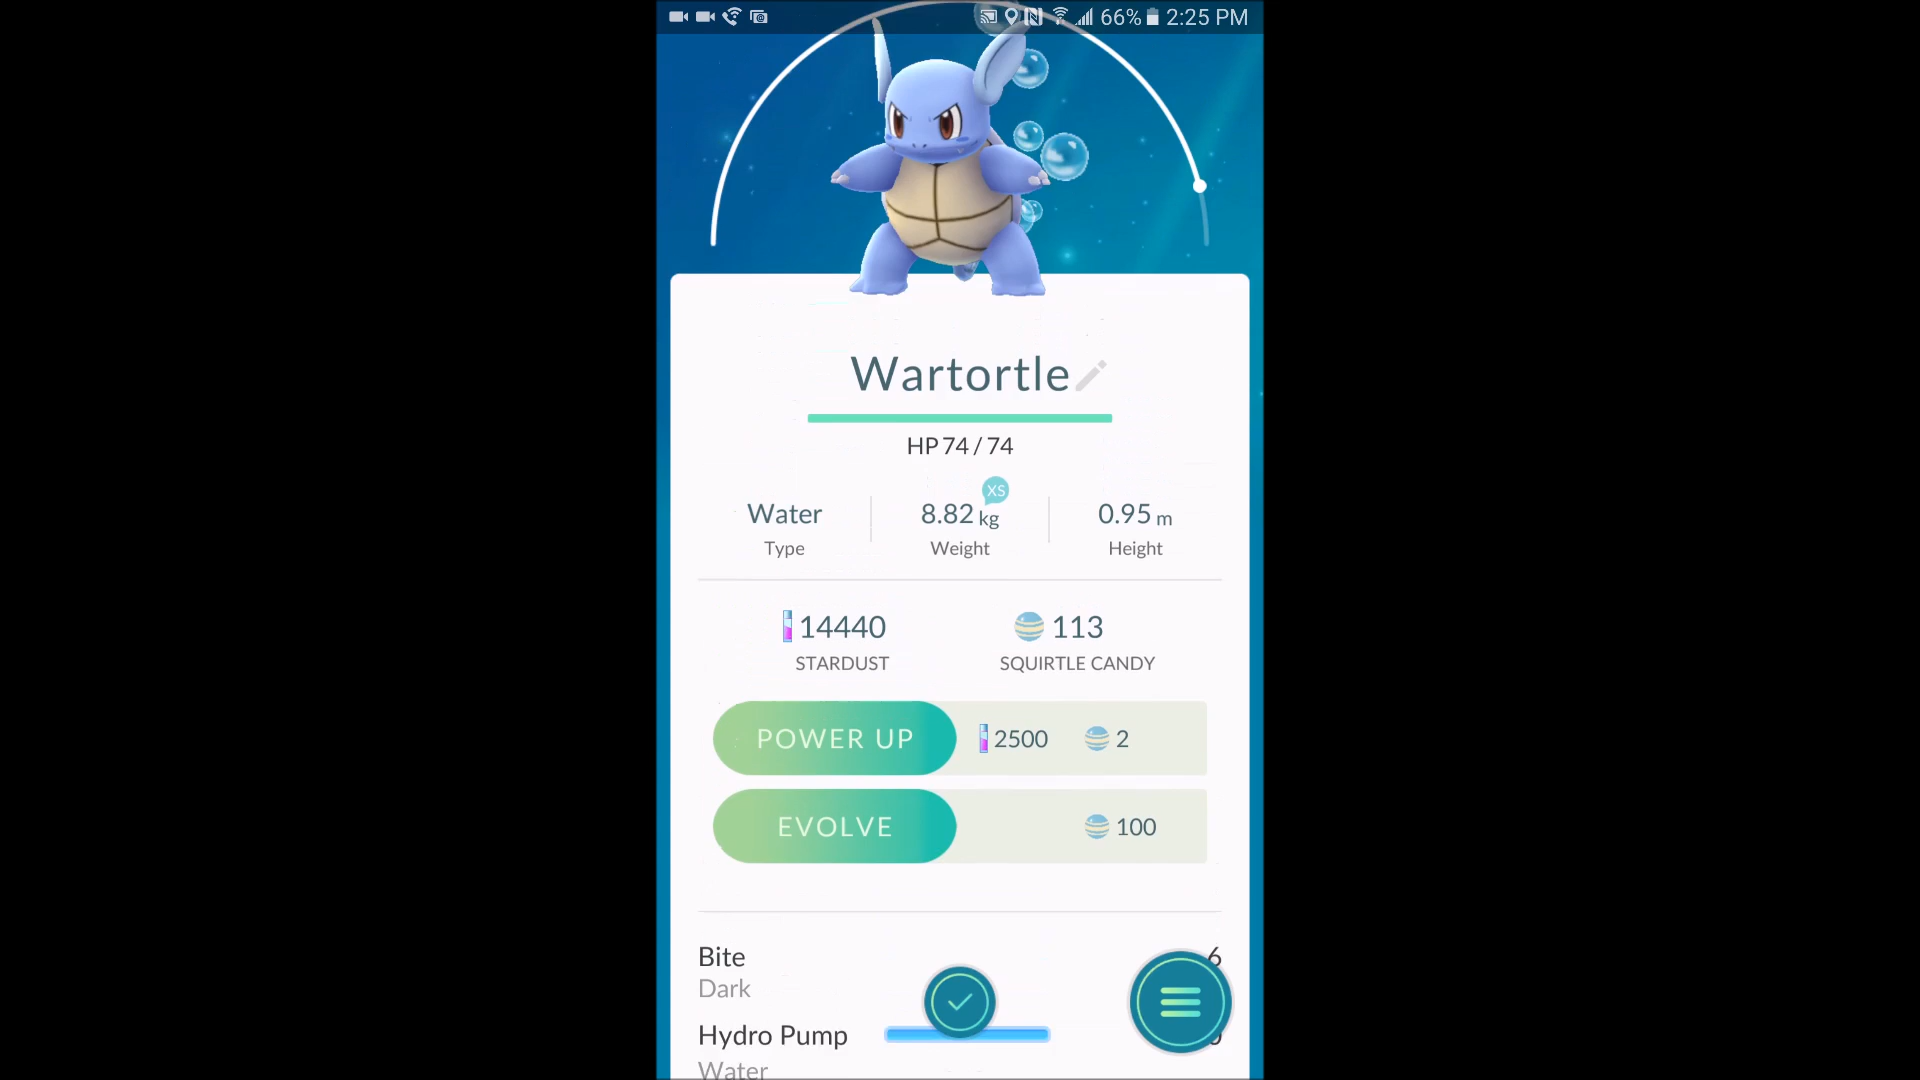 66% 2:25 PM
Wartortle
HP 74 / 74
XS
Water 8.82 kg 0.95 m
Type Weight Height
14440 113
STARDUST SQUIRTLE CANDY
POWER UP 2500 2
EVOLVE 100
Bite 6
Dark
Hydro Pump
Water